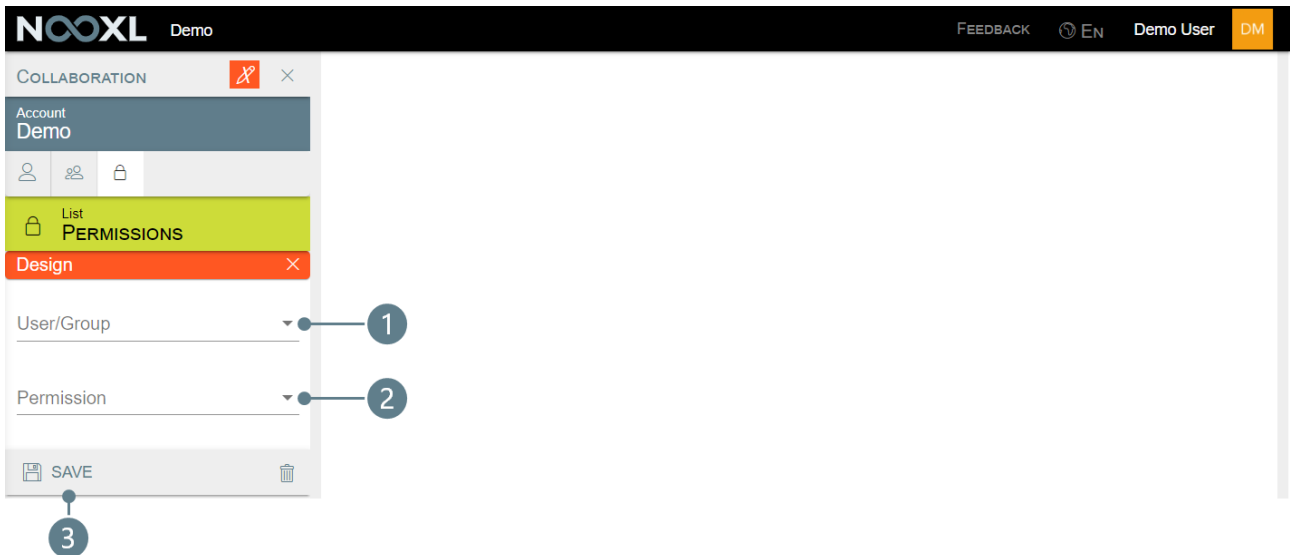 NOOXL Demo FEEDBACK EN Demo User DM
COLLABORATION
Account
Demo
List
PERMISSIONS
Design
User/Group
1
Permission
2
SAVE
3